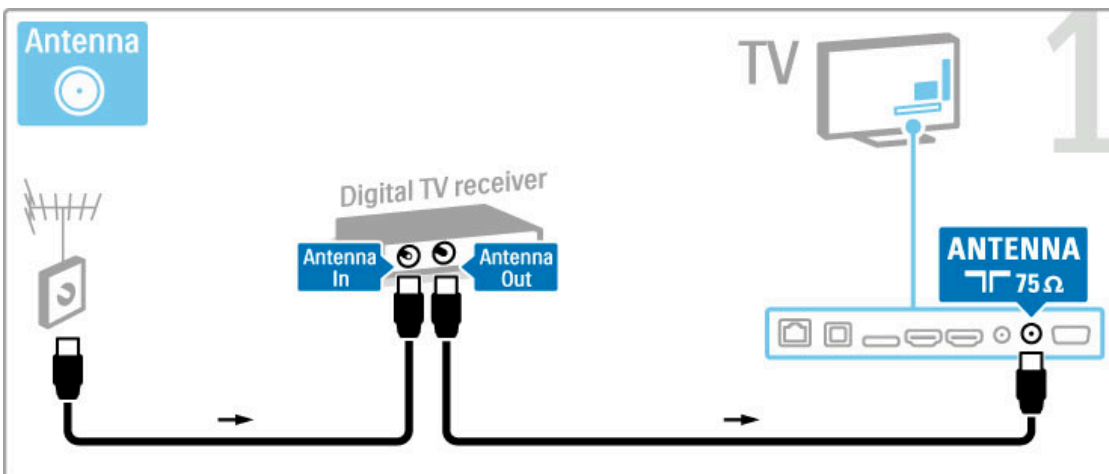 Antenna
TV
1
Digital TV receiver
Antenna
In
Antenna
Out
ANTENNA
75 Ω